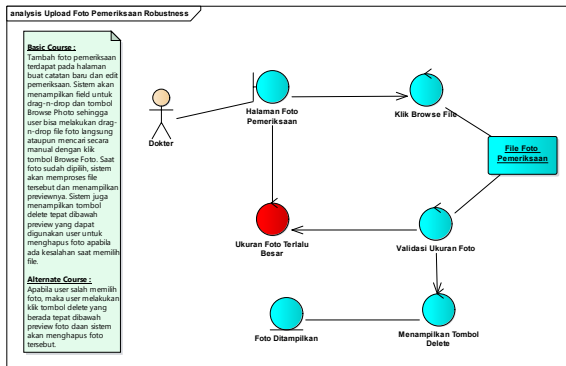 analysis Upload Foto Pemeriksaan Robustness
Basic Course :
Tambah foto pemeriksaan
terdapat pada halaman
buat catatan baru dan edit
pemeriksaan. Sistem akan
menampilkan field untuk
drag-n-drop dan tombol
Browse Photo sehingga
user bisa melakukan drag-
n-drop file foto langsung
ataupun mencari secara
manual dengan klik
tombol Browse Foto. Saat
foto sudah dipilih, sistem
akan memproses file
tersebut dan menampilkan
previewnya. Sistem juga
menampilkan tombol
delete tepat dibawah
preview yang dapat
digunakan user untuk
menghapus foto apabila
ada kesalahan saat memilih
file.
Alternate Course :
Apabila user salah memilih
foto, maka user melakukan
klik tombol delete yang
berada tepat dibawah
preview foto daan sistem
akan menghapus foto
tersebut.
Dokter
Halaman Foto
Pemeriksaan
Klik Browse File
File Foto
Pemeriksaan
Ukuran Foto Terlalu
Besar
Validasi Ukuran Foto
Foto Ditampilkan
Menampilkan Tombol
Delete